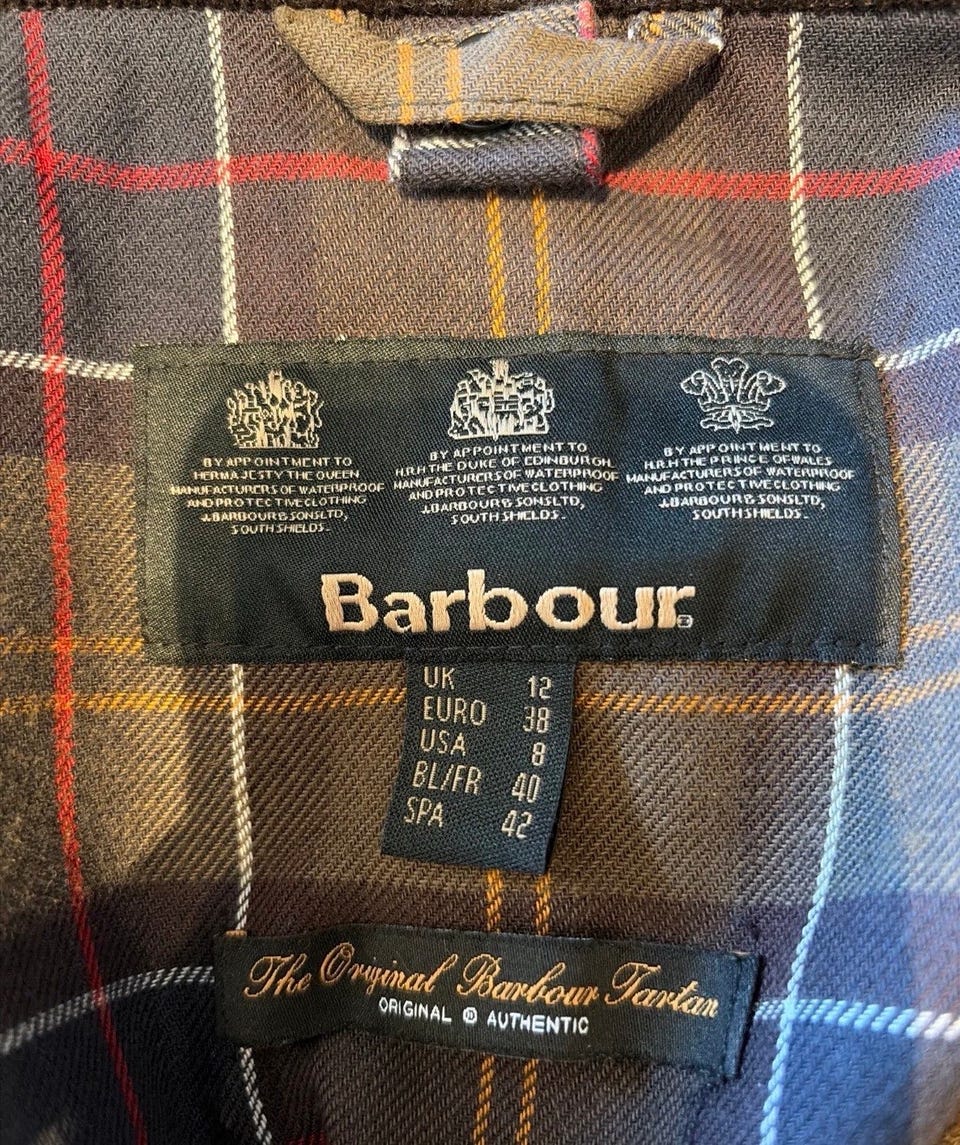 BY APPOINTMENT TO
HER MAJESTY THE QUEEN
MANUFACTURERS OF WATERPROOF
AND PROTECTIVE CLOTHING
J.BARBOUR & SONS LTD,
SOUTH SHIELDS.
BY APPOINTMENT TO
H.R.H THE DUKE OF EDINBURGH
MANUFACTURERS OF WATERPROOF
AND PROTECTIVE CLOTHING
J.BARBOUR & SONS LTD,
SOUTH SHIELDS.
BY APPOINTMENT TO
H.R.H THE PRINCE OF WALES
MANUFACTURERS OF WATERPROOF
AND PROTECTIVE CLOTHING
J.BARBOUR & SONS LTD,
SOUTH SHIELDS.
Barbour®
UK 12
EURO 38
USA 8
BL/FR 40
SPA 42
The Original Barbour Tartan
ORIGINAL AUTHENTIC